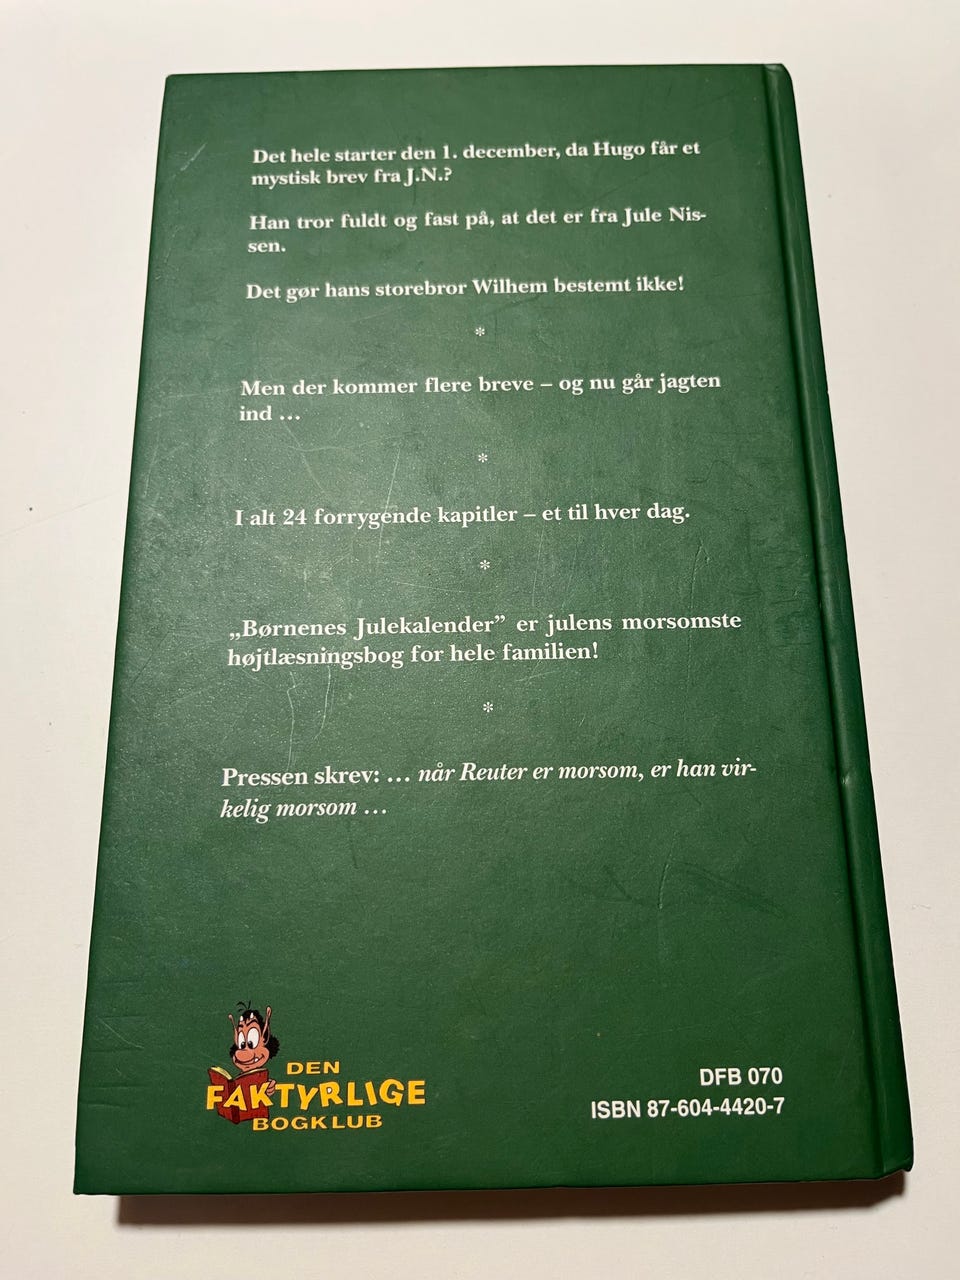 Det hele starter den 1. december, da Hugo får et
mystisk brev fra J.N.?
Han tror fuldt og fast på, at det er fra Jule Nis-
sen.
Det gør hans storebror Wilhem bestemt ikke!
*
Men der kommer flere breve – og nu går jagten
ind ...
*
I alt 24 forrygende kapitler – et til hver dag.
*
„Børnenes Julekalender” er julens morsomste
højtlæsningsbog for hele familien!
*
Pressen skrev: ... når Reuter er morsom, er han vir-
kelig morsom ...
DEN
FAKTYRLIGE
BOGKLUB
DFB 070
ISBN 87-604-4420-7